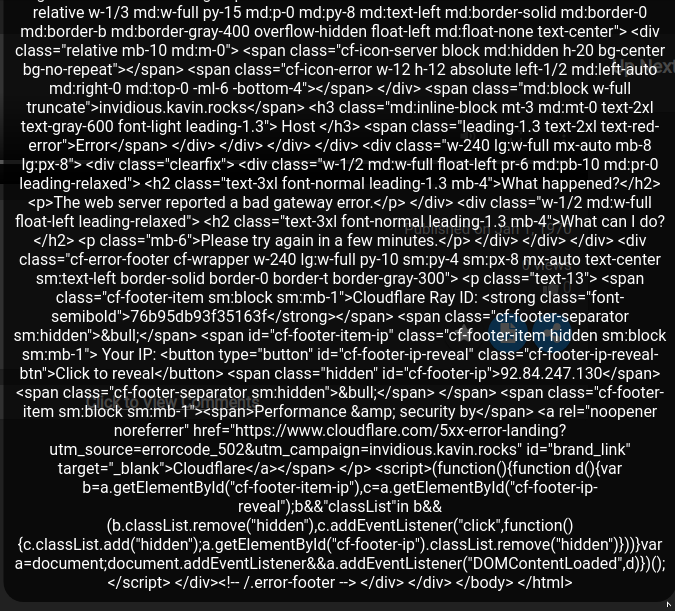 relative w-1/3 md:w-full py-15 md:p-0 md:py-8 md:text-left md:border-solid md:border-0
md:border-b md:border-gray-400 overflow-hidden float-left md:float-none text-center"> <div
class="relative mb-10 md:m-0"> <span class="cf-icon-server block md:hidden h-20 bg-center
bg-no-repeat"></span> <span class="cf-icon-error w-12 h-12 absolute left-1/2 md:left-auto
md:right-0 md:top-0 -ml-6 -bottom-4"></span> </div> <span class="md:block w-full
truncate">invidious.kavin.rocks</span> <h3 class="md:inline-block mt-3 md:mt-0 text-2xl
text-gray-600 font-light leading-1.3"> Host </h3> <span class="leading-1.3 text-2xl text-red-
error">Error</span> </div> </div> </div> </div> <div class="w-240 lg:w-full mx-auto mb-8
lg:px-8"> <div class="clearfix"> <div class="w-1/2 md:w-full float-left pr-6 md:pb-10 md:pr-0
leading-relaxed"> <h2 class="text-3xl font-normal leading-1.3 mb-4">What happened?</h2>
<p>The web server reported a bad gateway error.</p> </div> <div class="w-1/2 md:w-full
float-left leading-relaxed"> <h2 class="text-3xl font-normal leading-1.3 mb-4">What can I do?
</h2> <p class="mb-6">Please try again in a few minutes.</p> </div> </div> </div> <div
class="cf-error-footer cf-wrapper w-240 lg:w-full py-10 sm:py-4 sm:px-8 mx-auto text-center
sm:text-left border-solid border-0 border-t border-gray-300"> <p class="text-13"> <span
class="cf-footer-item sm:block sm:mb-1">Cloudflare Ray ID: <strong class="font-
semibold">76b95db93f35163f</strong></span> <span class="cf-footer-separator
sm:hidden">&bull;</span> <span id="cf-footer-item-ip" class="cf-footer-item hidden sm:block
sm:mb-1"> Your IP: <button type="button" id="cf-footer-ip-reveal" class="cf-footer-ip-reveal-
btn">Click to reveal</button> <span class="hidden" id="cf-footer-ip">92.84.247.130</span>
<span class="cf-footer-separator sm:hidden">&bull;</span> </span> <span class="cf-footer-
item sm:block sm:mb-1"><span>Performance &amp; security by</span> <a rel="noopener
noreferrer" href="https://www.cloudflare.com/5xx-error-landing?
utm_source=errorcode_502&utm_campaign=invidious.kavin.rocks" id="brand_link"
target="_blank">Cloudflare</a></span> </p> <script>(function(){function d(){var
b=a.getElementById("cf-footer-item-ip"),c=a.getElementById("cf-footer-ip-
reveal");b&&"classList"in b&&
(b.classList.remove("hidden"),c.addEventListener("click",function()
{c.classList.add("hidden");a.getElementById("cf-footer-ip").classList.remove("hidden")}))}var
a=document;document.addEventListener&&a.addEventListener("DOMContentLoaded",d)})();
</script> </div><!-- /.error-footer --> </div> </div> </body> </html>
Up Next
Published on Jan 1, 1970
0 views
Click to View Comments